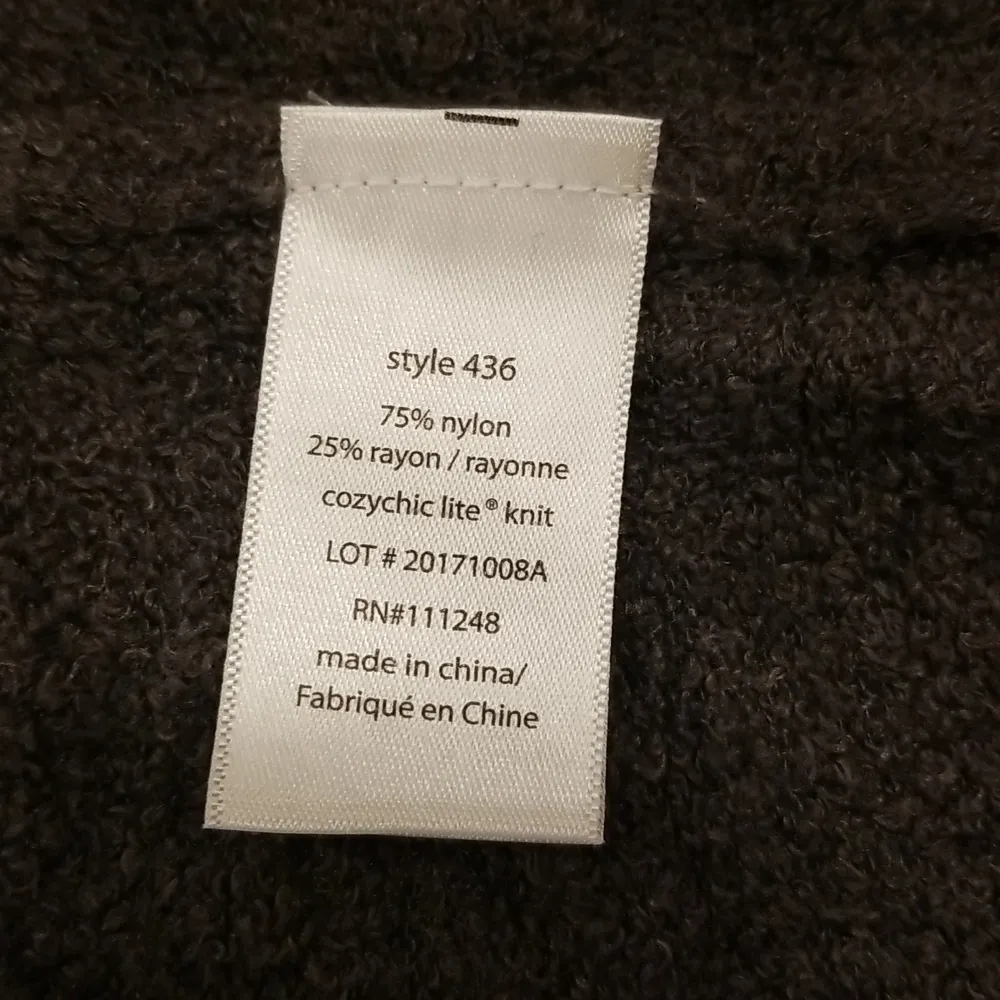 style 436
75% nylon
25% rayon / rayonne
cozychic lite® knit
LOT # 20171008A
RN#111248
made in china/
Fabriqué en Chine